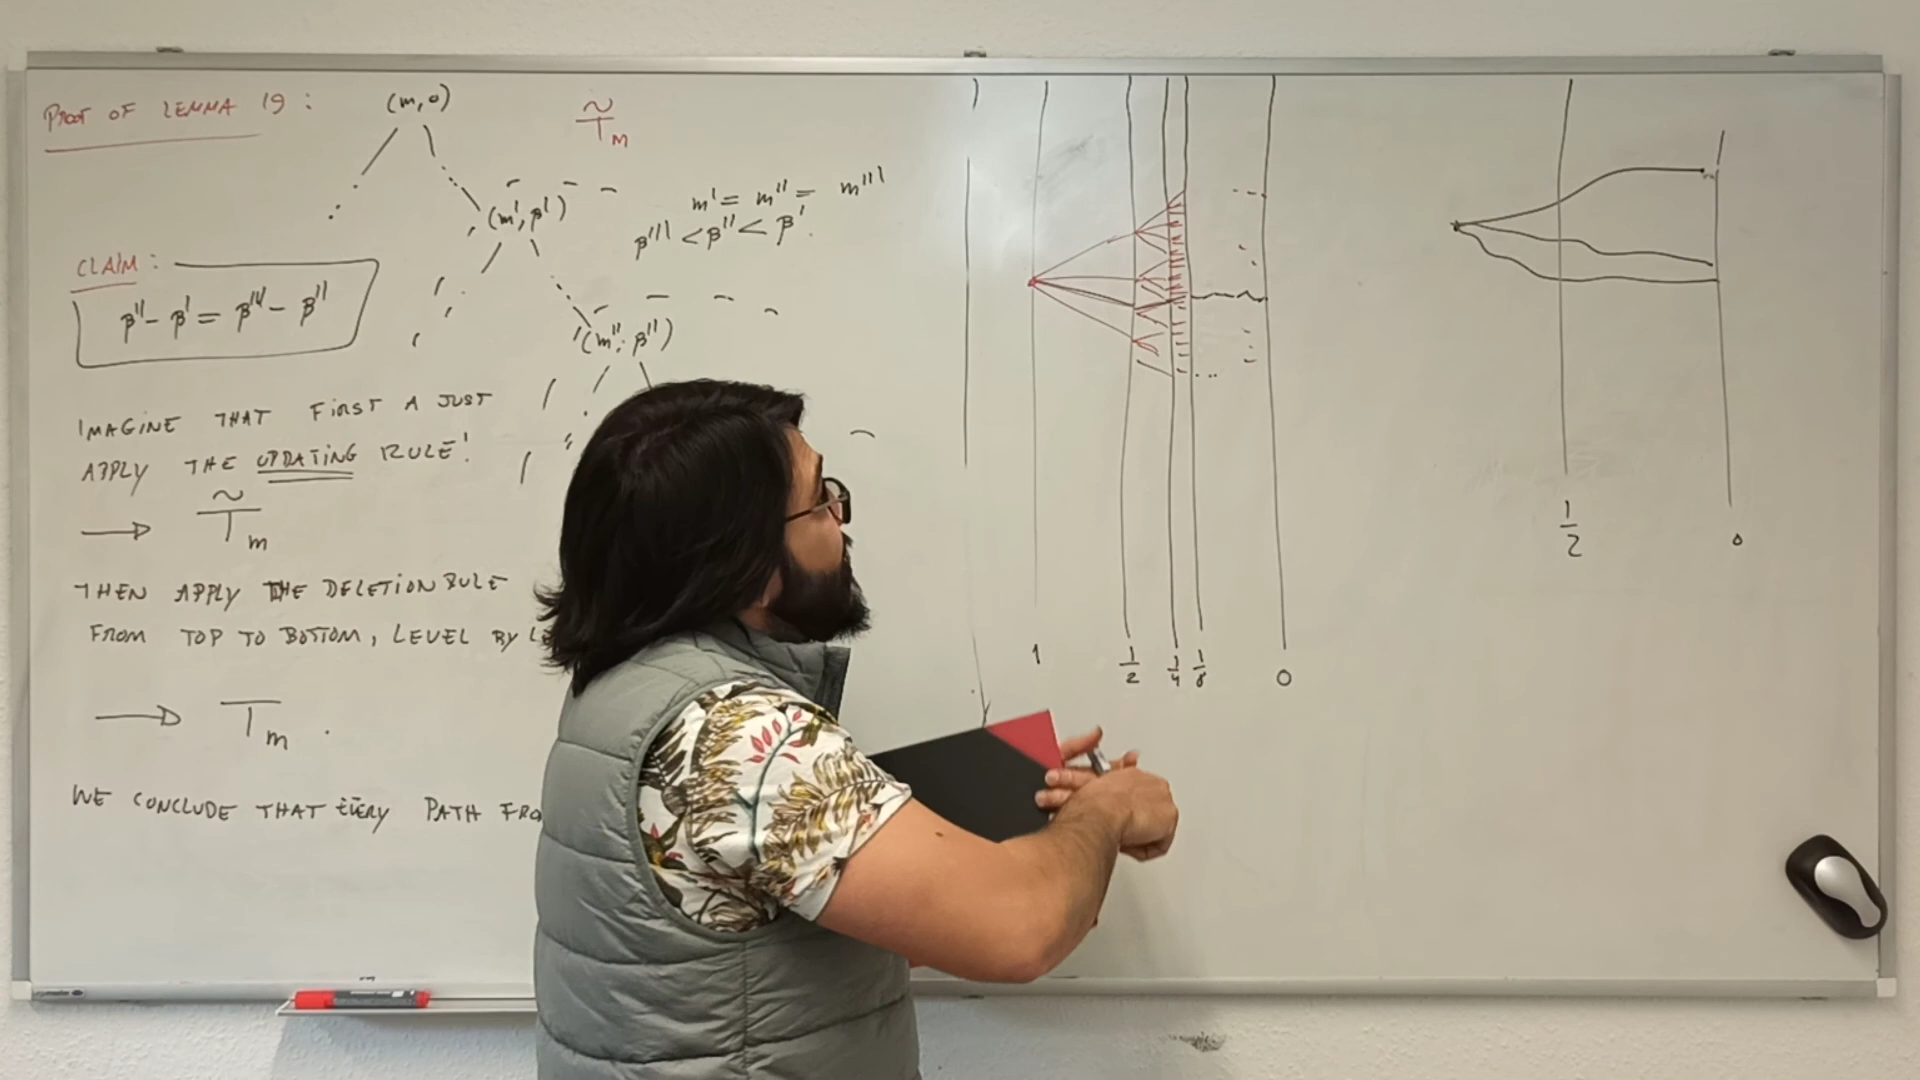 PROOF OF LEMMA 19 :
(m,0)
T̃m
(m',β')
m' = m'' = m'''
β''' < β'' < β'.
CLAIM :
β'' - β' = β''' - β''
(m'', β'')
IMAGINE THAT FIRST A JUST
APPLY THE UPDATING RULE!
→ T̃m
THEN APPLY THE DELETION RULE
FROM TOP TO BOTTOM, LEVEL BY
→ Tm .
WE CONCLUDE THAT EVERY PATH
1 1/2 1/4 1/8 0
1/2 0